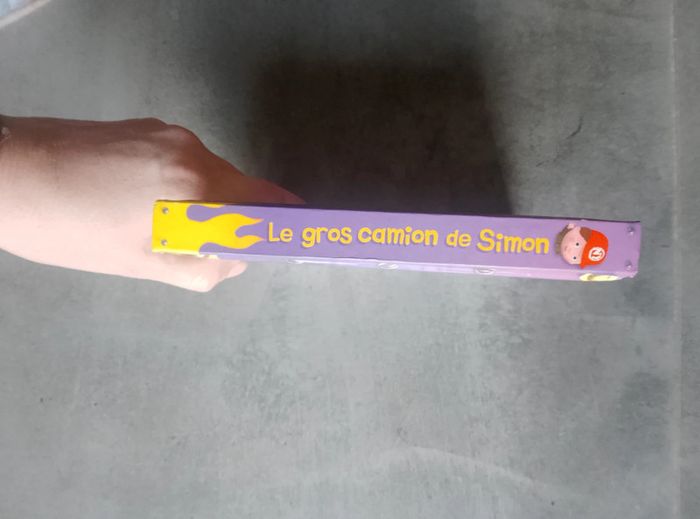 Le gros camion de Simon